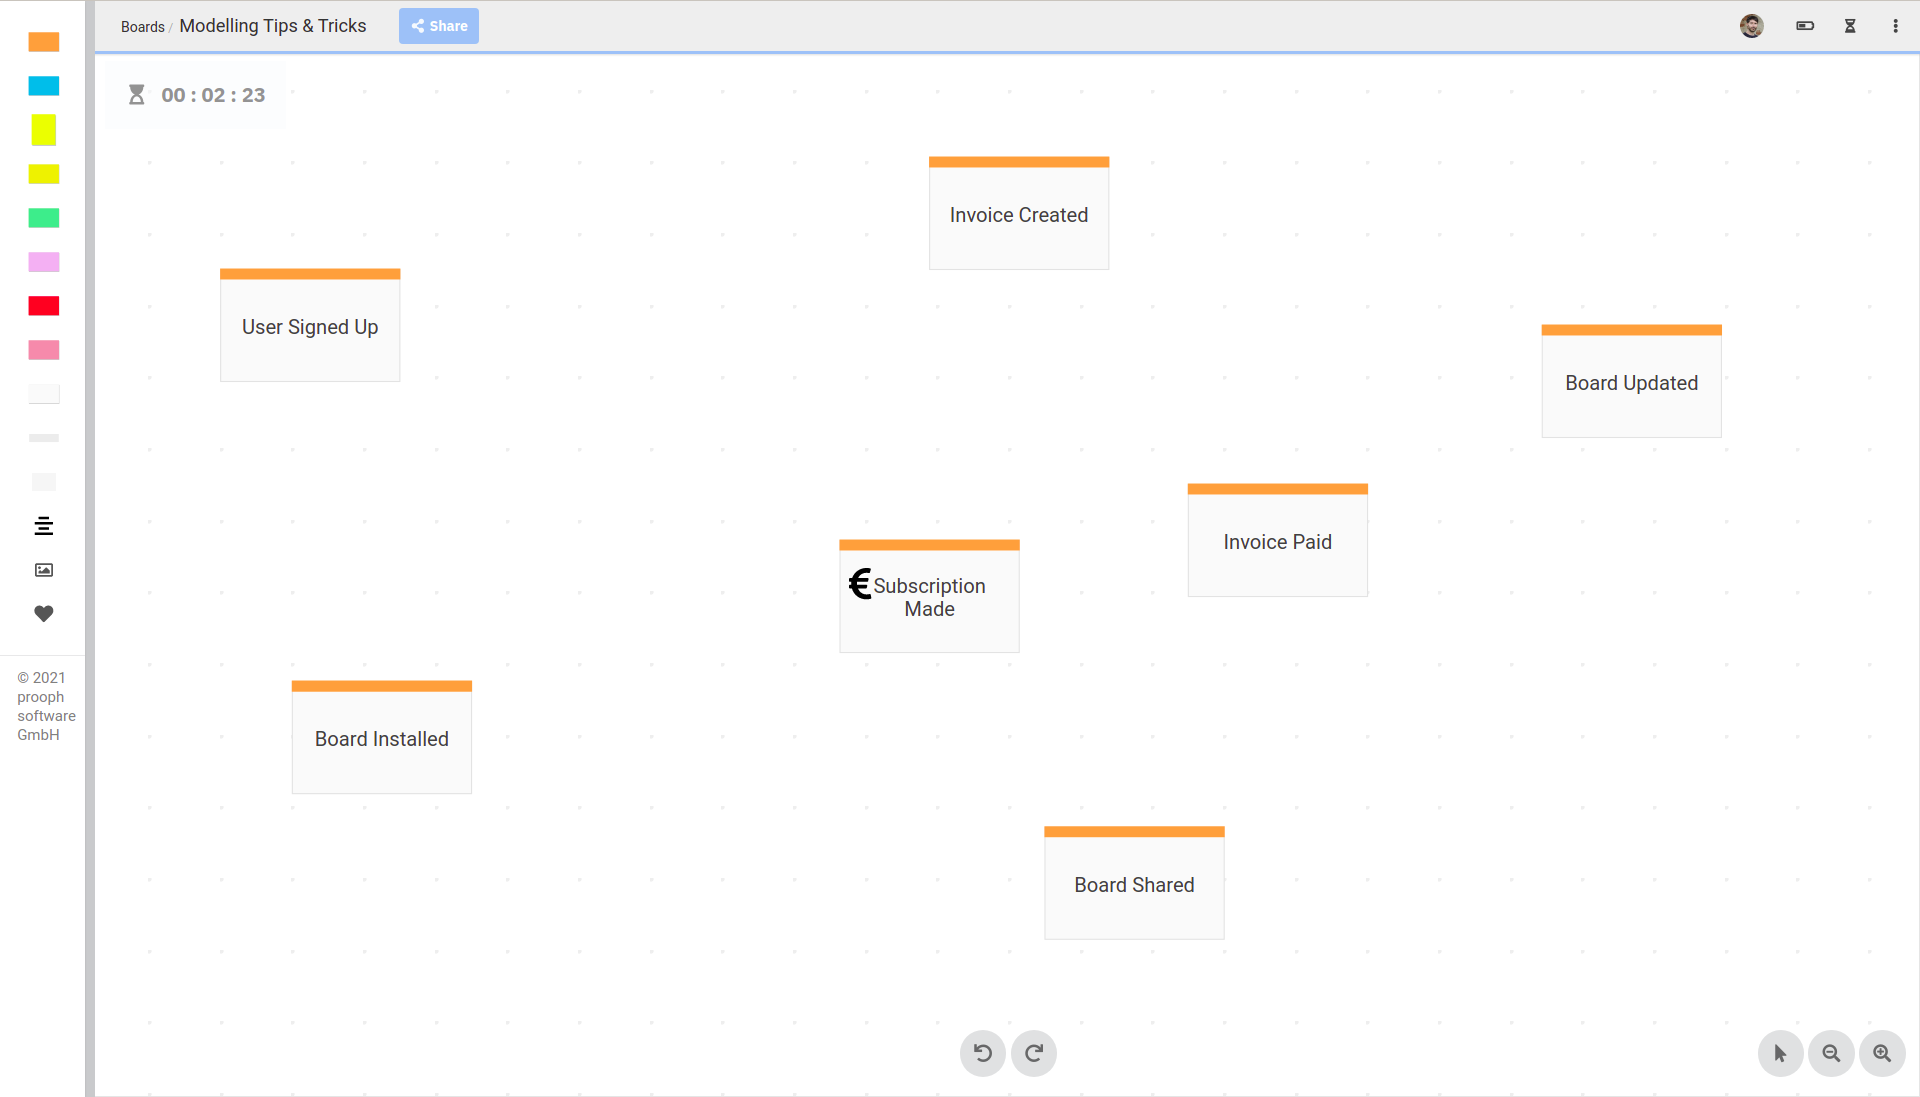 Boards / Modelling Tips & Tricks
Share
00 : 02 : 23
Invoice Created
User Signed Up
Board Updated
Invoice Paid
€ Subscription
Made
Board Installed
Board Shared
© 2021
prooph
software
GmbH